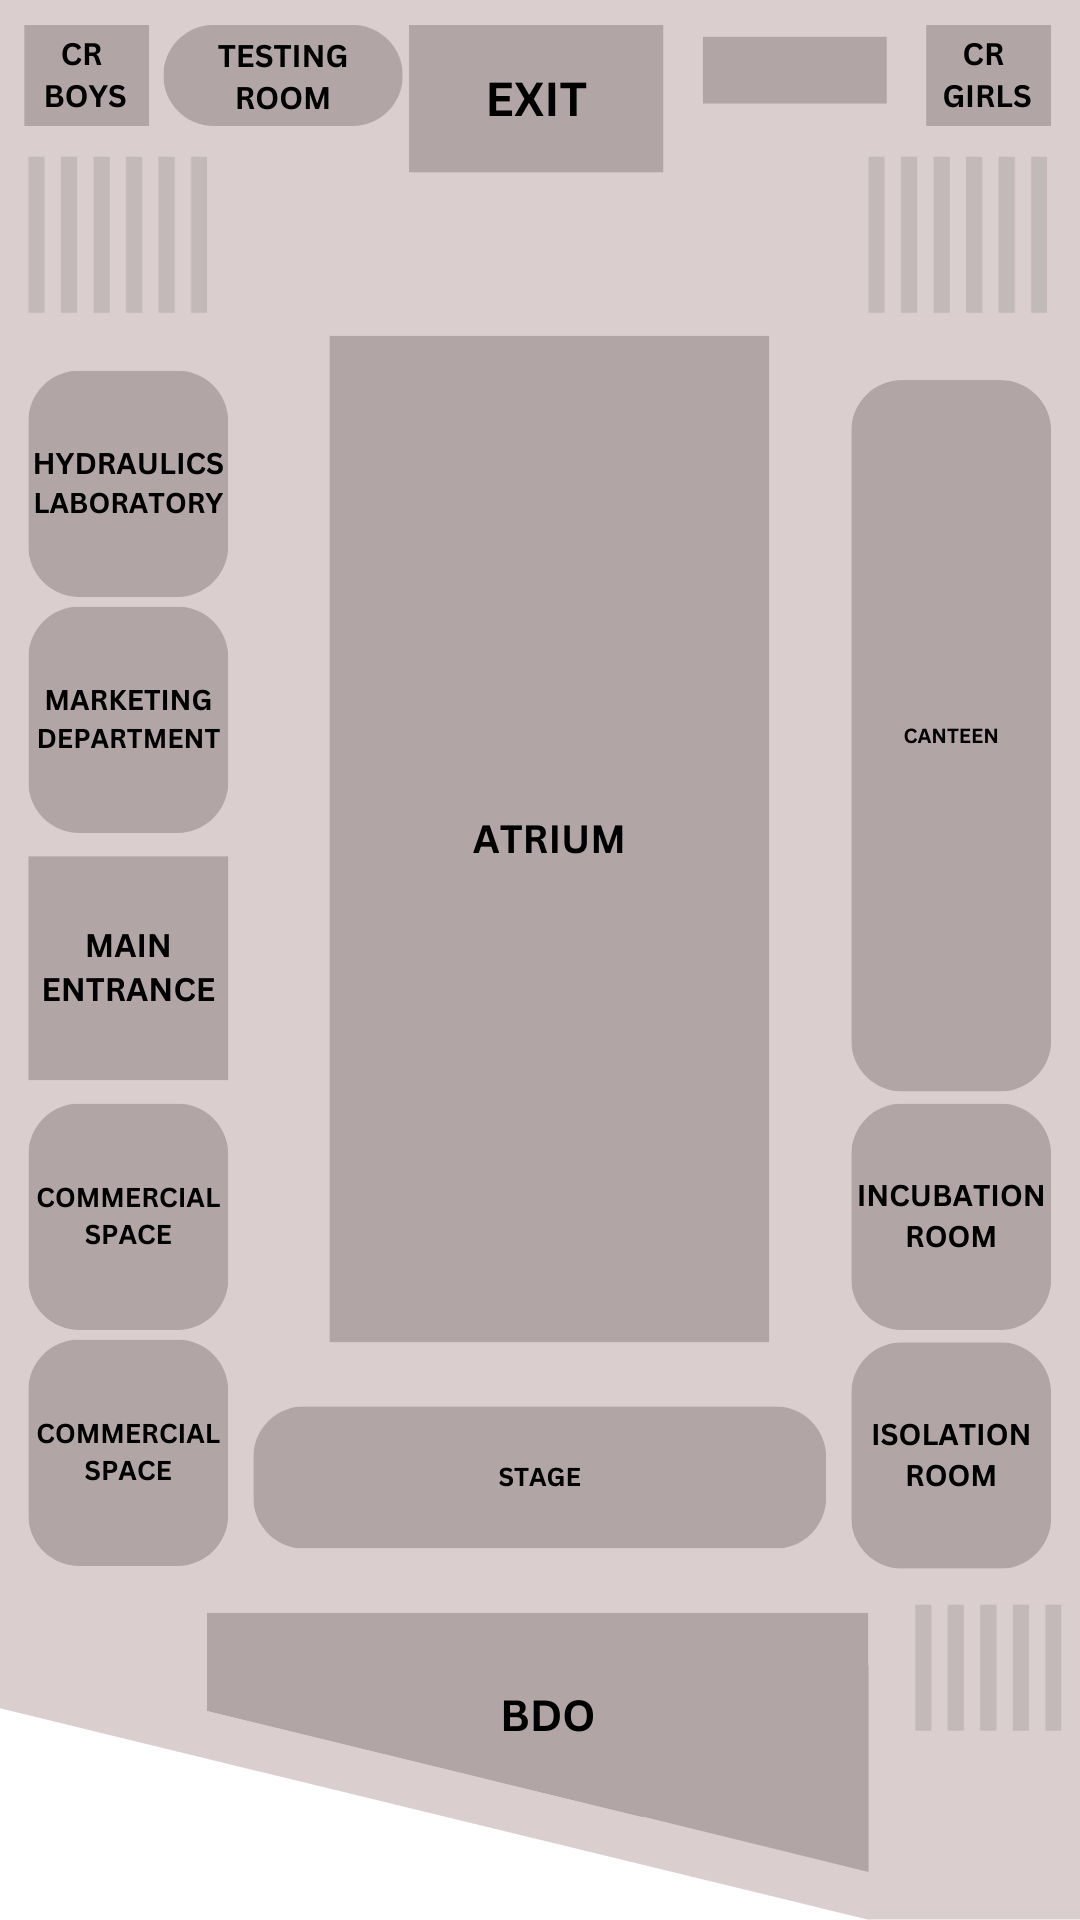 CR
BOYS
TESTING
ROOM
EXIT
CR
GIRLS
HYDRAULICS
LABORATORY
MARKETING
DEPARTMENT
CANTEEN
ATRIUM
MAIN
ENTRANCE
COMMERCIAL
SPACE
INCUBATION
ROOM
COMMERCIAL
SPACE
STAGE
ISOLATION
ROOM
BDO